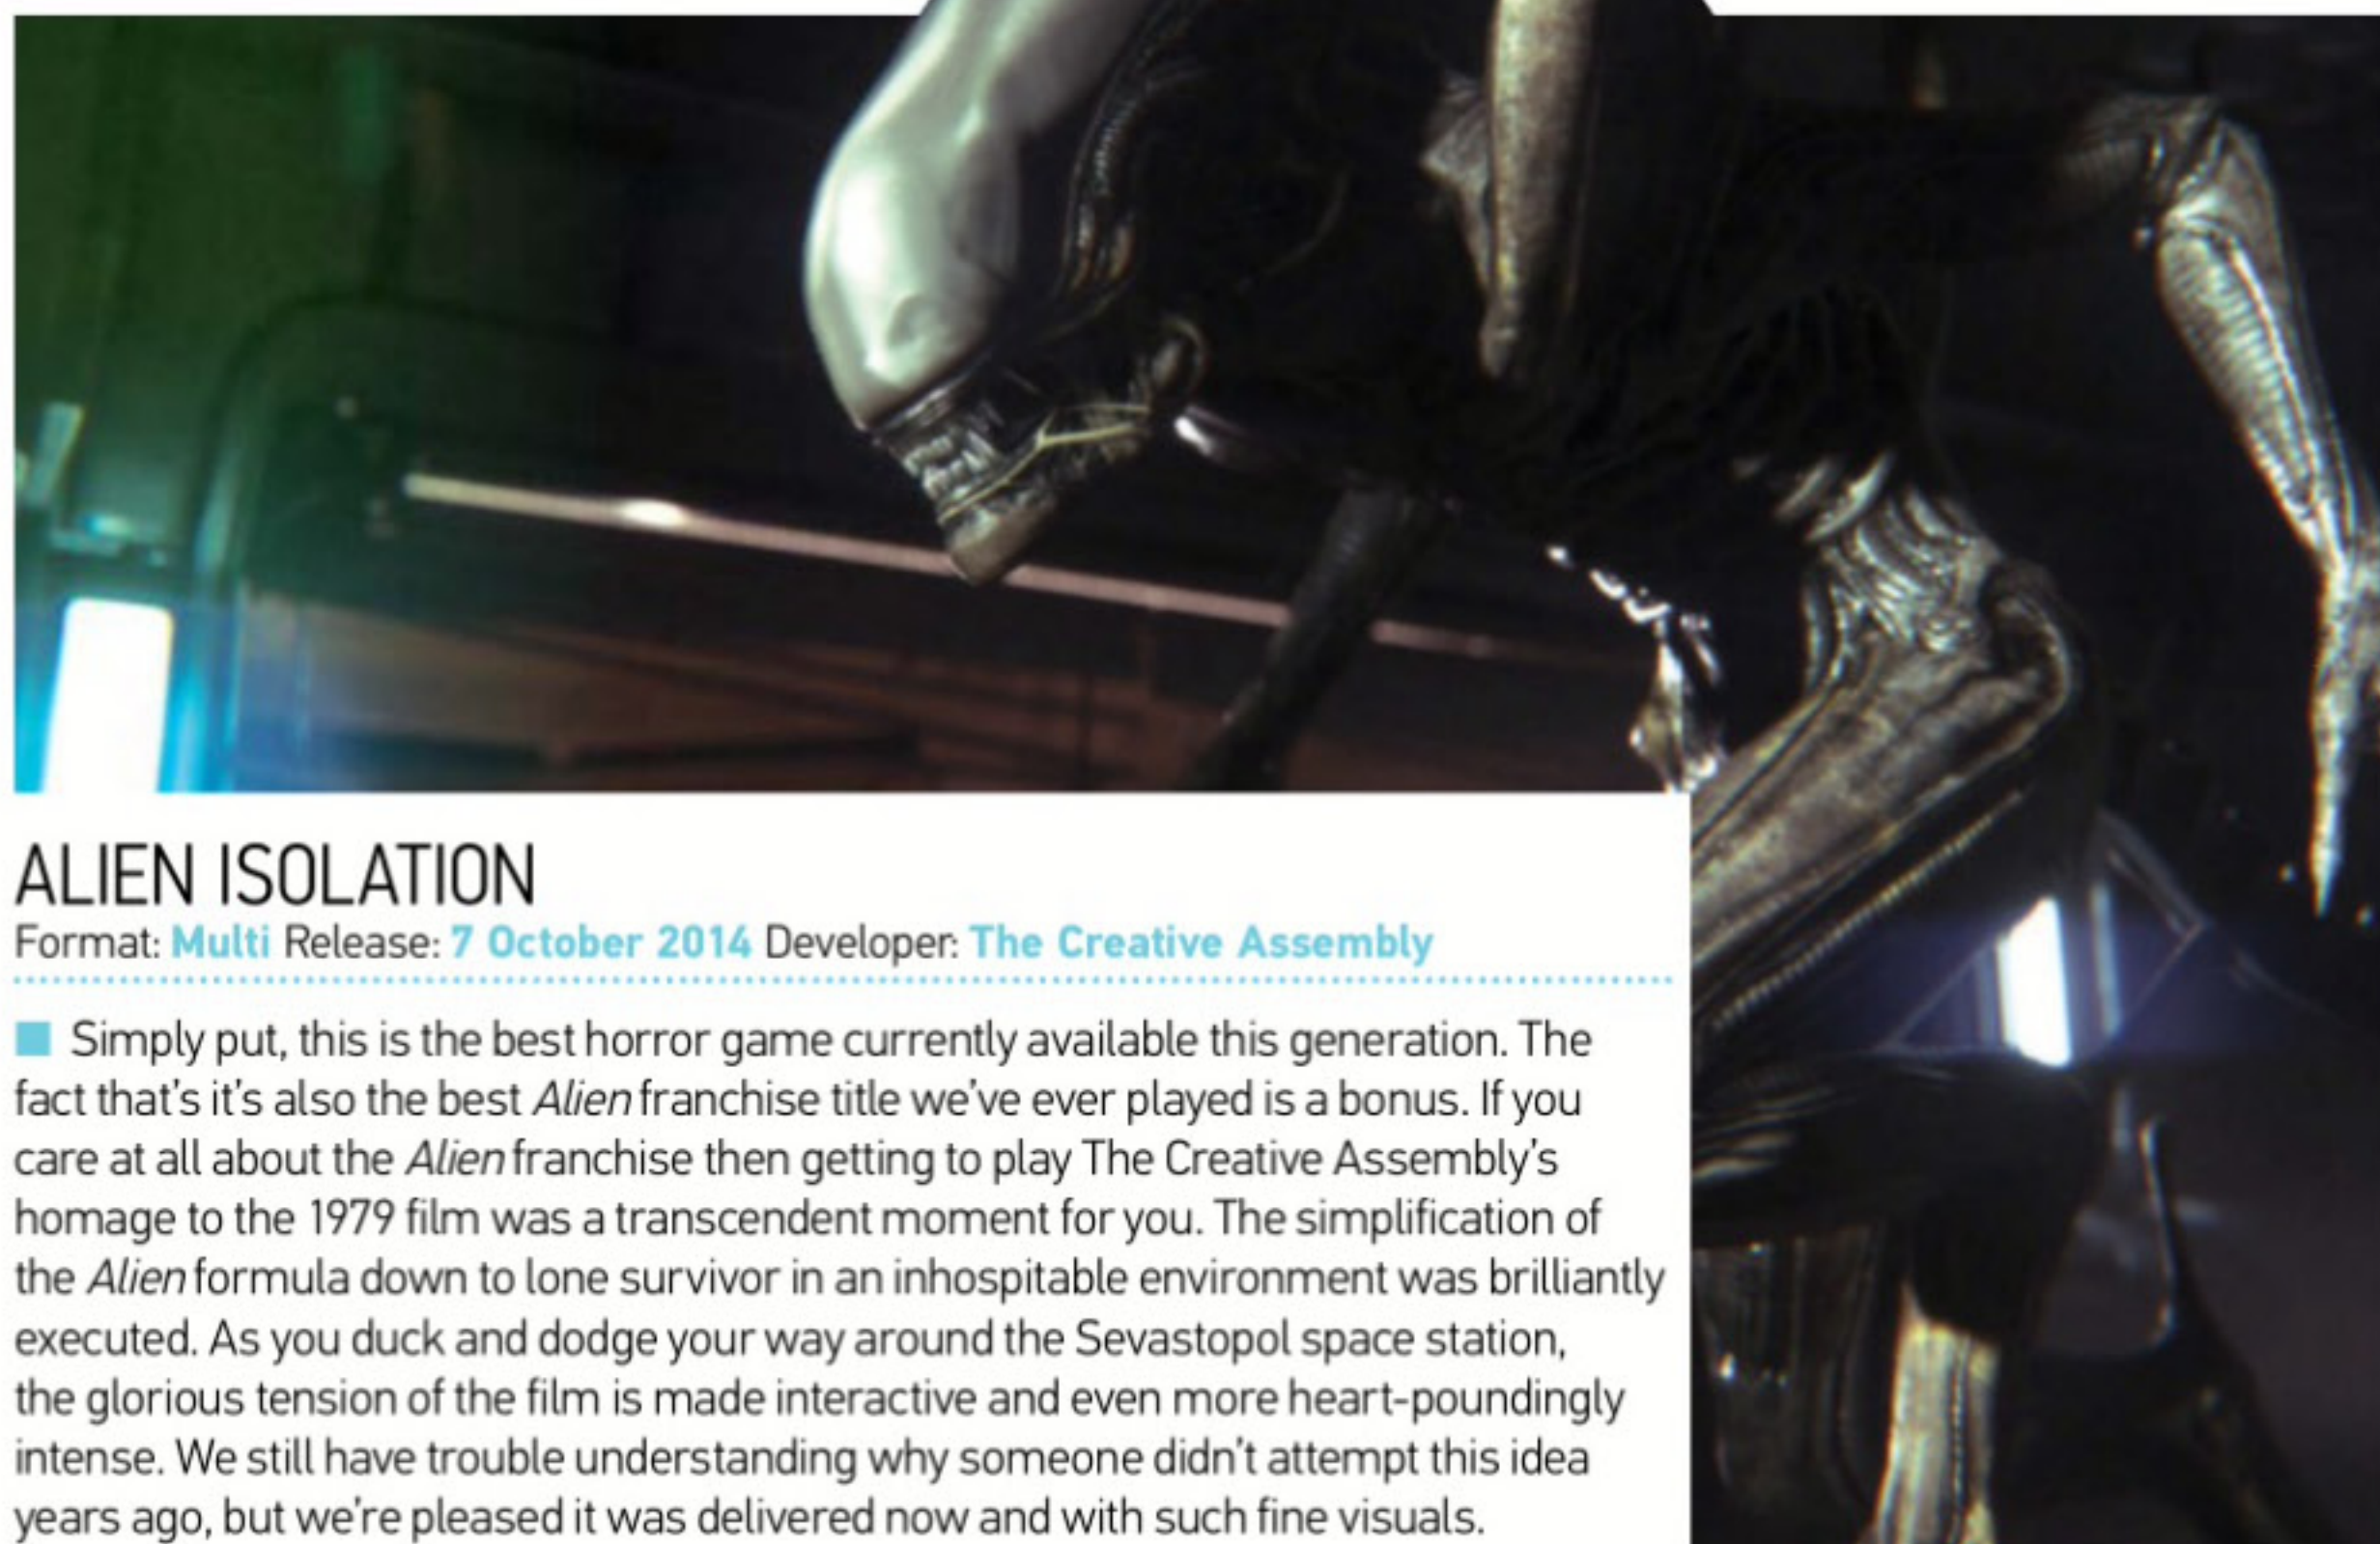 ALIEN ISOLATION
Format: Multi Release: 7 October 2014 Developer: The Creative Assembly
Simply put, this is the best horror game currently available this generation. The
fact that's it's also the best Alien franchise title we've ever played is a bonus. If you
care at all about the Alien franchise then getting to play The Creative Assembly's
homage to the 1979 film was a transcendent moment for you. The simplification of
the Alien formula down to lone survivor in an inhospitable environment was brilliantly
executed. As you duck and dodge your way around the Sevastopol space station,
the glorious tension of the film is made interactive and even more heart-poundingly
intense. We still have trouble understanding why someone didn't attempt this idea
years ago, but we're pleased it was delivered now and with such fine visuals.